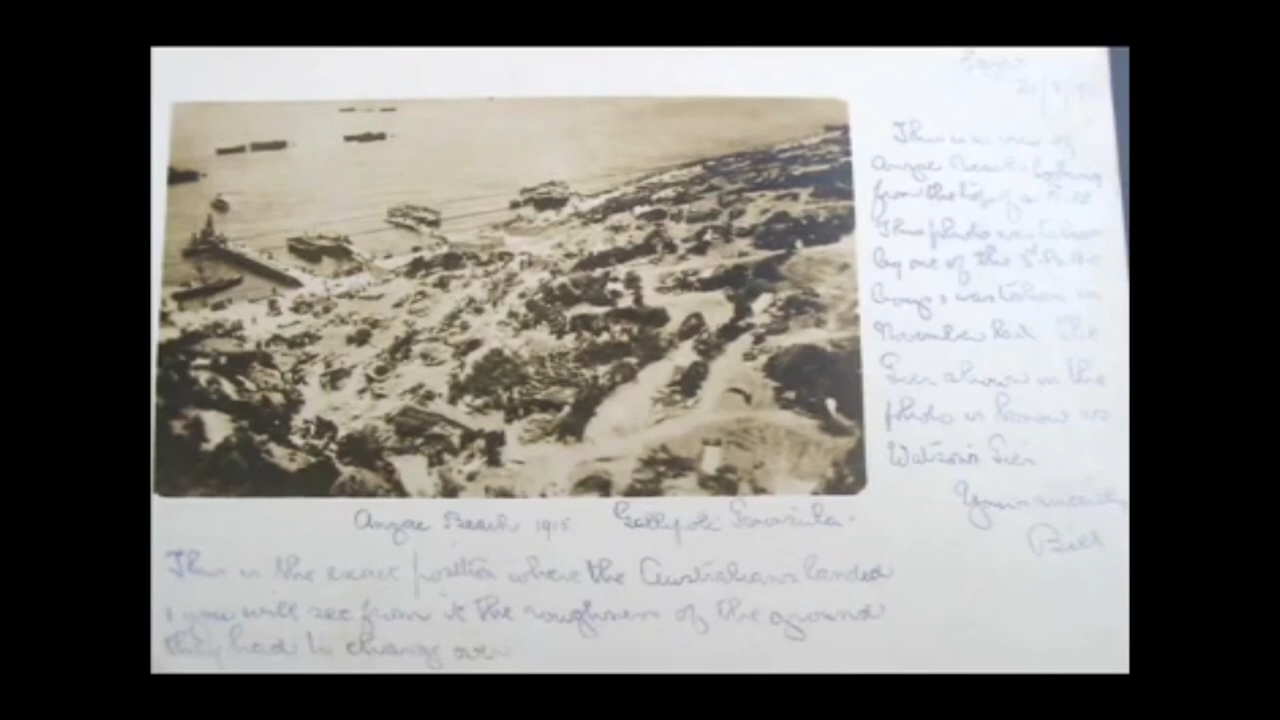 Egypt
This is a view of
Anzac Beach looking
from the top of a hill
This photo was taken
by one of the
boys & was taken in
November last The
Pier shown in the
photo is known as
Watson's Pier
Yours sincerely
Bill
Anzac Beach 1915 Gallipoli Peninsula.
This is the exact position where the Australians landed
& you will see from it the roughness of the ground
they had to charge over